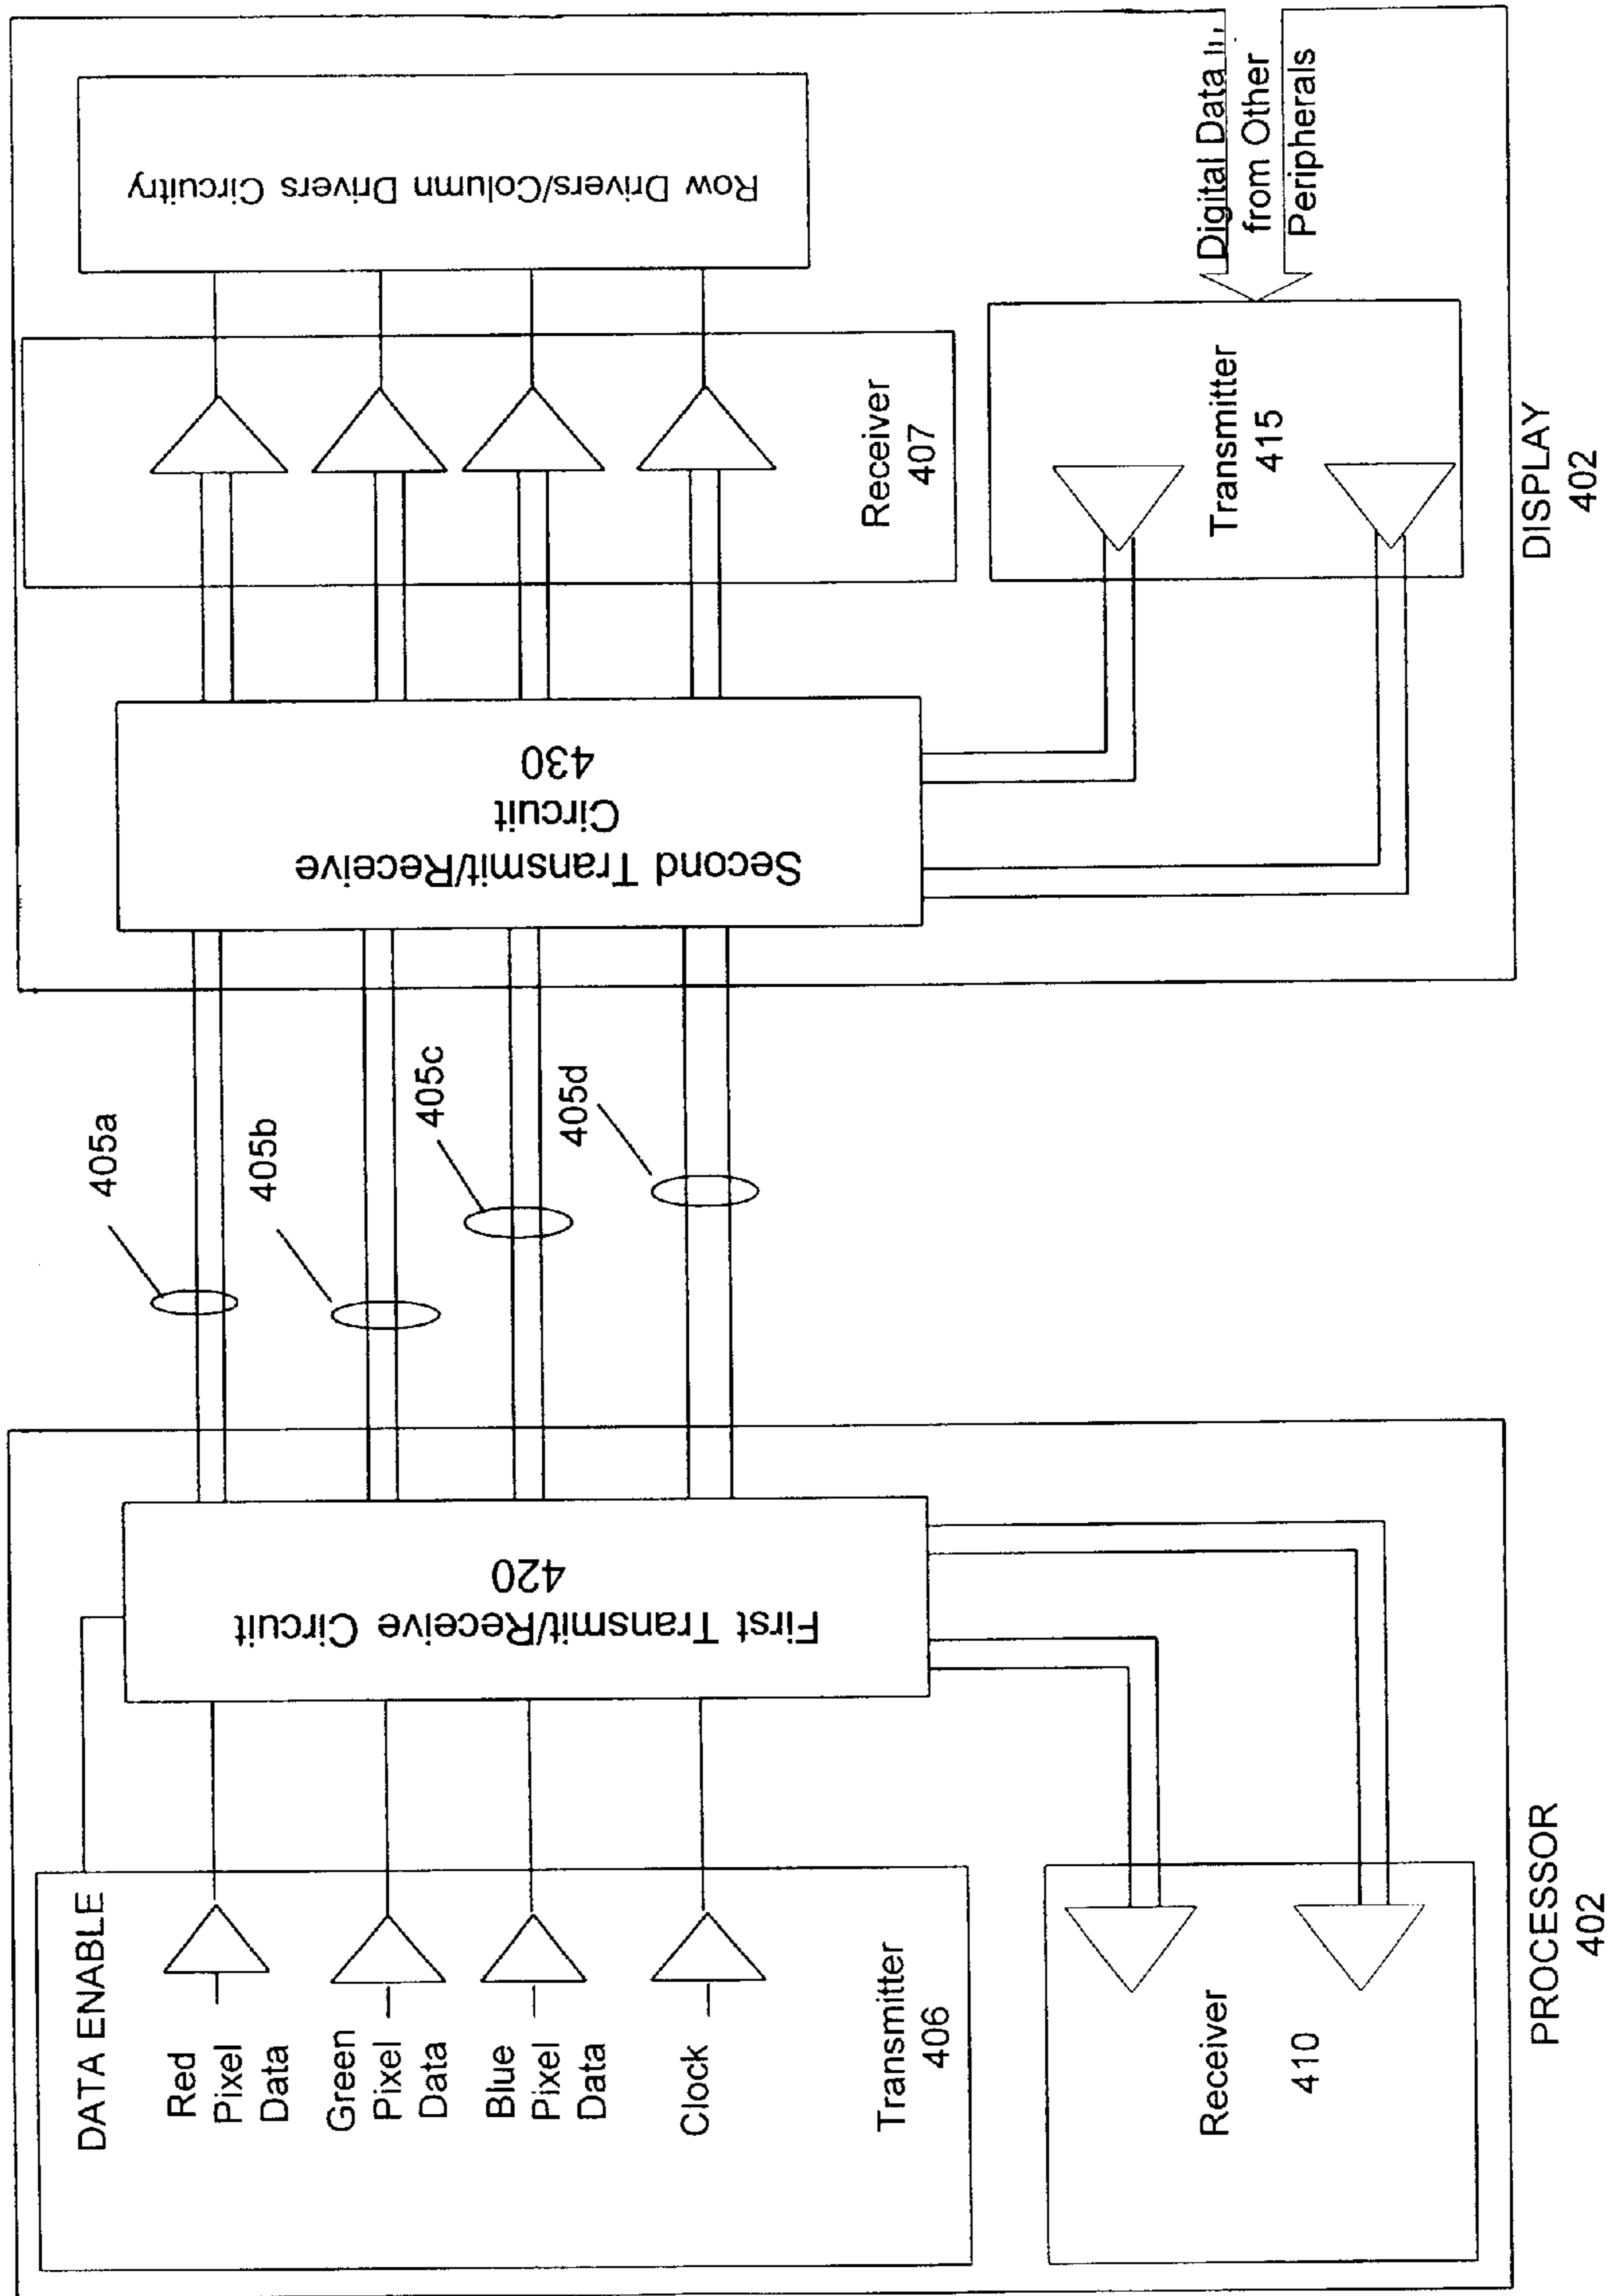 DATA ENABLE
Red
Pixel
Data
Green
Pixel
Data
Blue
Pixel
Data
Clock
Transmitter
406
Receiver
410
PROCESSOR
402
First Transmit/Receive Circuit
420
405a
405b
405c
405d
Second Transmit/Receive
Circuit
430
Receiver
407
Row Drivers/Column Drivers Circuitry
Transmitter
415
Digital Data In
from Other
Peripherals
DISPLAY
402